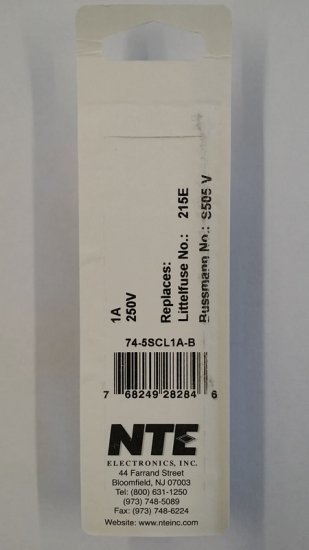 1A
250V
Replaces:
Littelfuse No.: 215E
Bussmann No.: S505 V
74-5SCL1A-B
7 68249 28284 6
NTE
ELECTRONICS, INC.
44 Farrand Street
Bloomfield, NJ 07003
Tel: (800) 631-1250
(973) 748-5089
Fax: (973) 748-6224
Website: www.nteinc.com